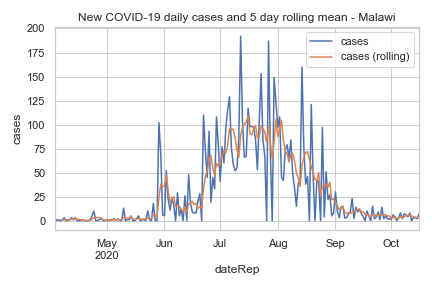 New COVID-19 daily cases and 5 day rolling mean - Malawi
cases
cases (rolling)
200
175
150
125
100
75
50
25
0
cases
May
2020
Jun
Jul
Aug
Sep
Oct
dateRep